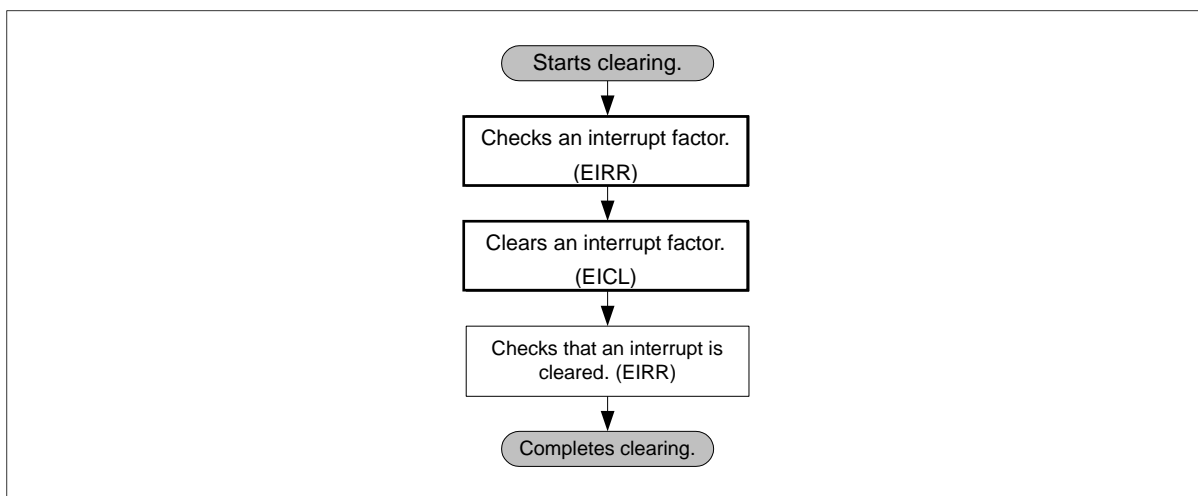 Starts clearing.
Checks an interrupt factor.
(EIRR)
Clears an interrupt factor.
(EICL)
Checks that an interrupt is
cleared. (EIRR)
Completes clearing.